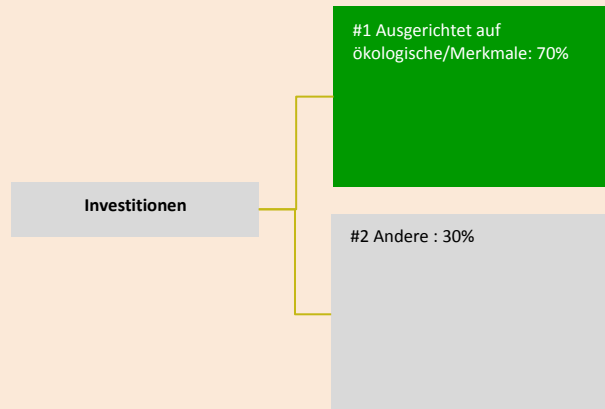 #1 Ausgerichtet auf
ökologische/Merkmale: 70%
Investitionen
#2 Andere : 30%